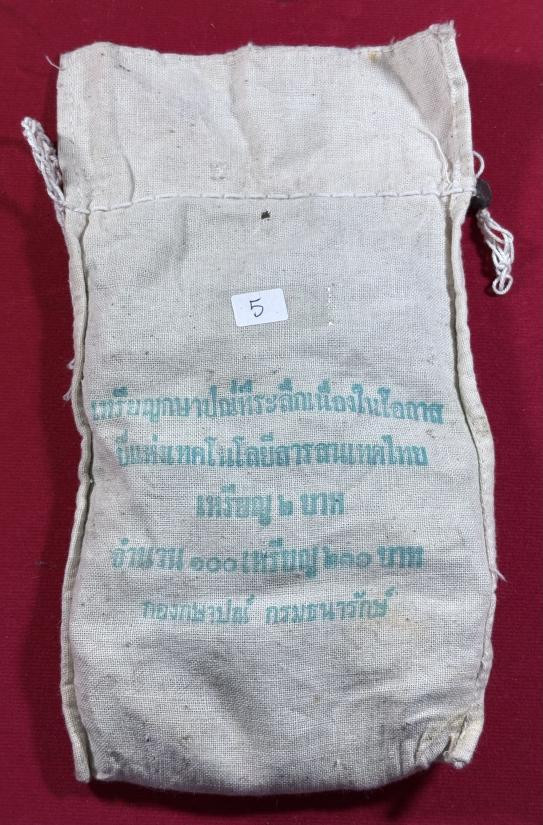 5
เหรียญกษาปณ์ที่ระลึกเนื่องในโอกาส
ปีแห่งเทคโนโลยีสารสนเทศไทย
เหรียญ ๒ บาท
จำนวน ๑๐๐ เหรียญ ๒๐๐ บาท
กองกษาปณ์ กรมธนารักษ์